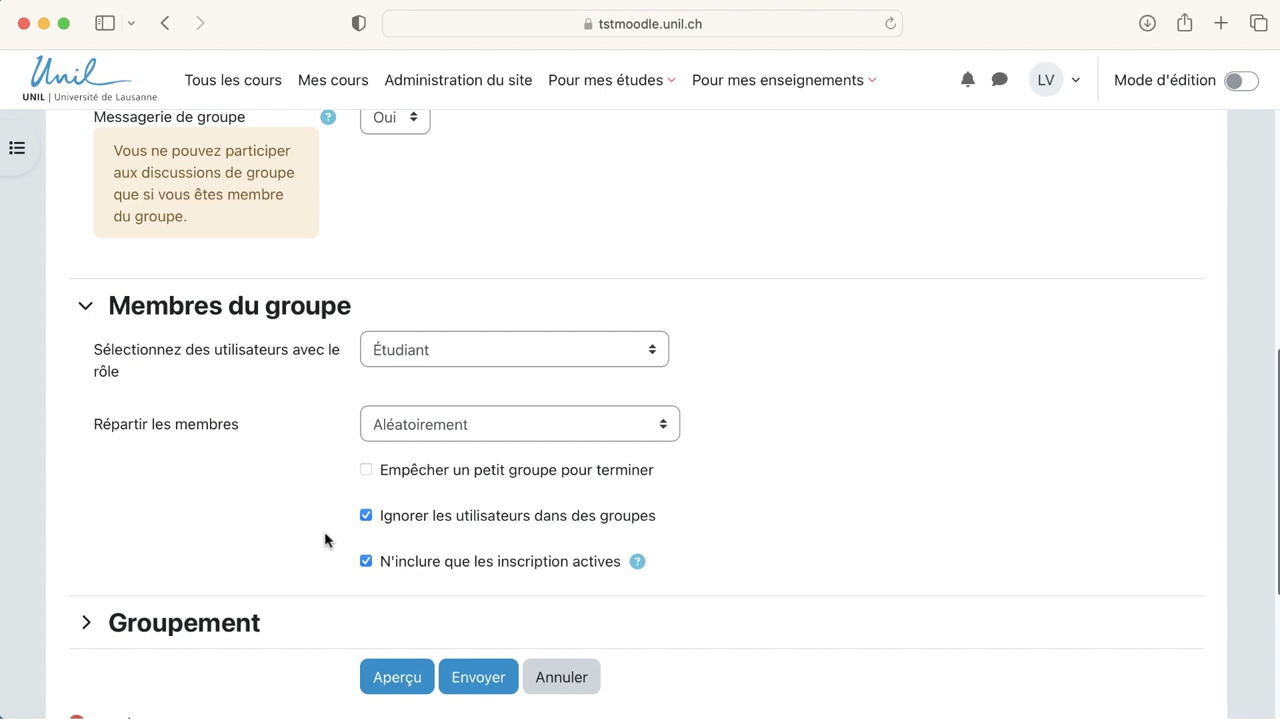 tstmoodle.unil.ch
Unil
UNIL | Université de Lausanne
Tous les cours Mes cours Administration du site Pour mes études Pour mes enseignements LV Mode d'édition
Messagerie de groupe ? Oui
Vous ne pouvez participer
aux discussions de groupe
que si vous êtes membre
du groupe.
Membres du groupe
Sélectionnez des utilisateurs avec le
rôle
Étudiant
Répartir les membres Aléatoirement
Empêcher un petit groupe pour terminer
Ignorer les utilisateurs dans des groupes
N'inclure que les inscription actives ?
Groupement
Aperçu Envoyer Annuler